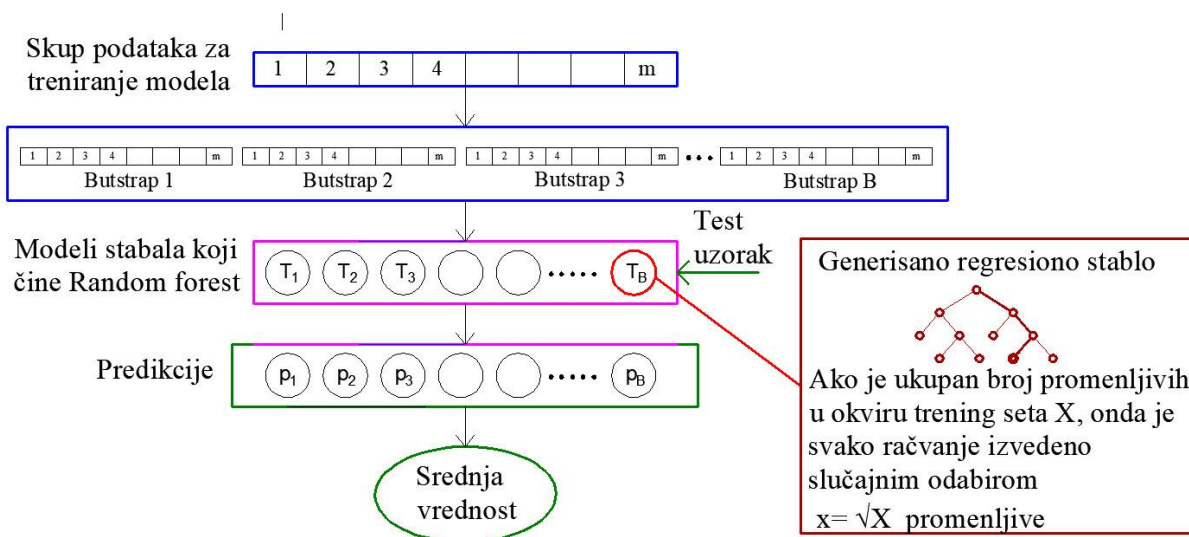 Skup podataka za
treniranje modela
1 2 3 4 m
1 2 3 4 m
1 2 3 4 m
1 2 3 4 m
1 2 3 4 m
Butstrap 1
Butstrap 2
Butstrap 3
Butstrap B
Modeli stabala koji
čine Random forest
T1 T2 T3 ..... TB
Test
uzorak
Predikcije
p1 p2 p3 ..... pB
Srednja
vrednost
Generisano regresiono stablo
Ako je ukupan broj promenljivih
u okviru trening seta X, onda je
svako račvanje izvedeno
slučajnim odabirom
x= √X promenljive